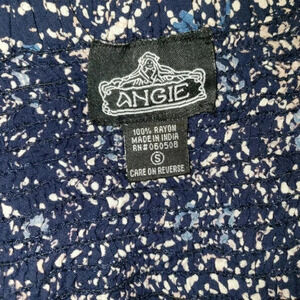 ANGIE
100% RAYON
MADE IN INDIA
RN#060508
S
CARE ON REVERSE